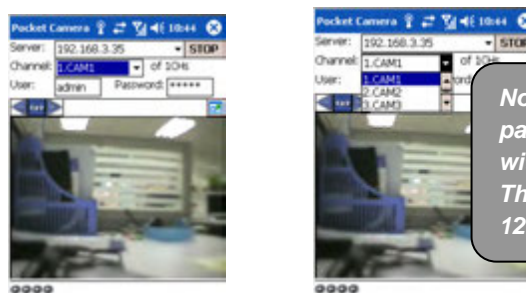 Pocket Camera 10:44
Server: 192.168.3.35 STOP
Channel: 1.CAM1 of 1CHs
User: admin Password: *****
Pocket Camera 10:44
Server: 192.168.3.35 STOP
Channel: 1.CAM1 of 1CHs
User: 1.CAM1
2.CAM2
3.CAM3
No
pa
wi
Th
12